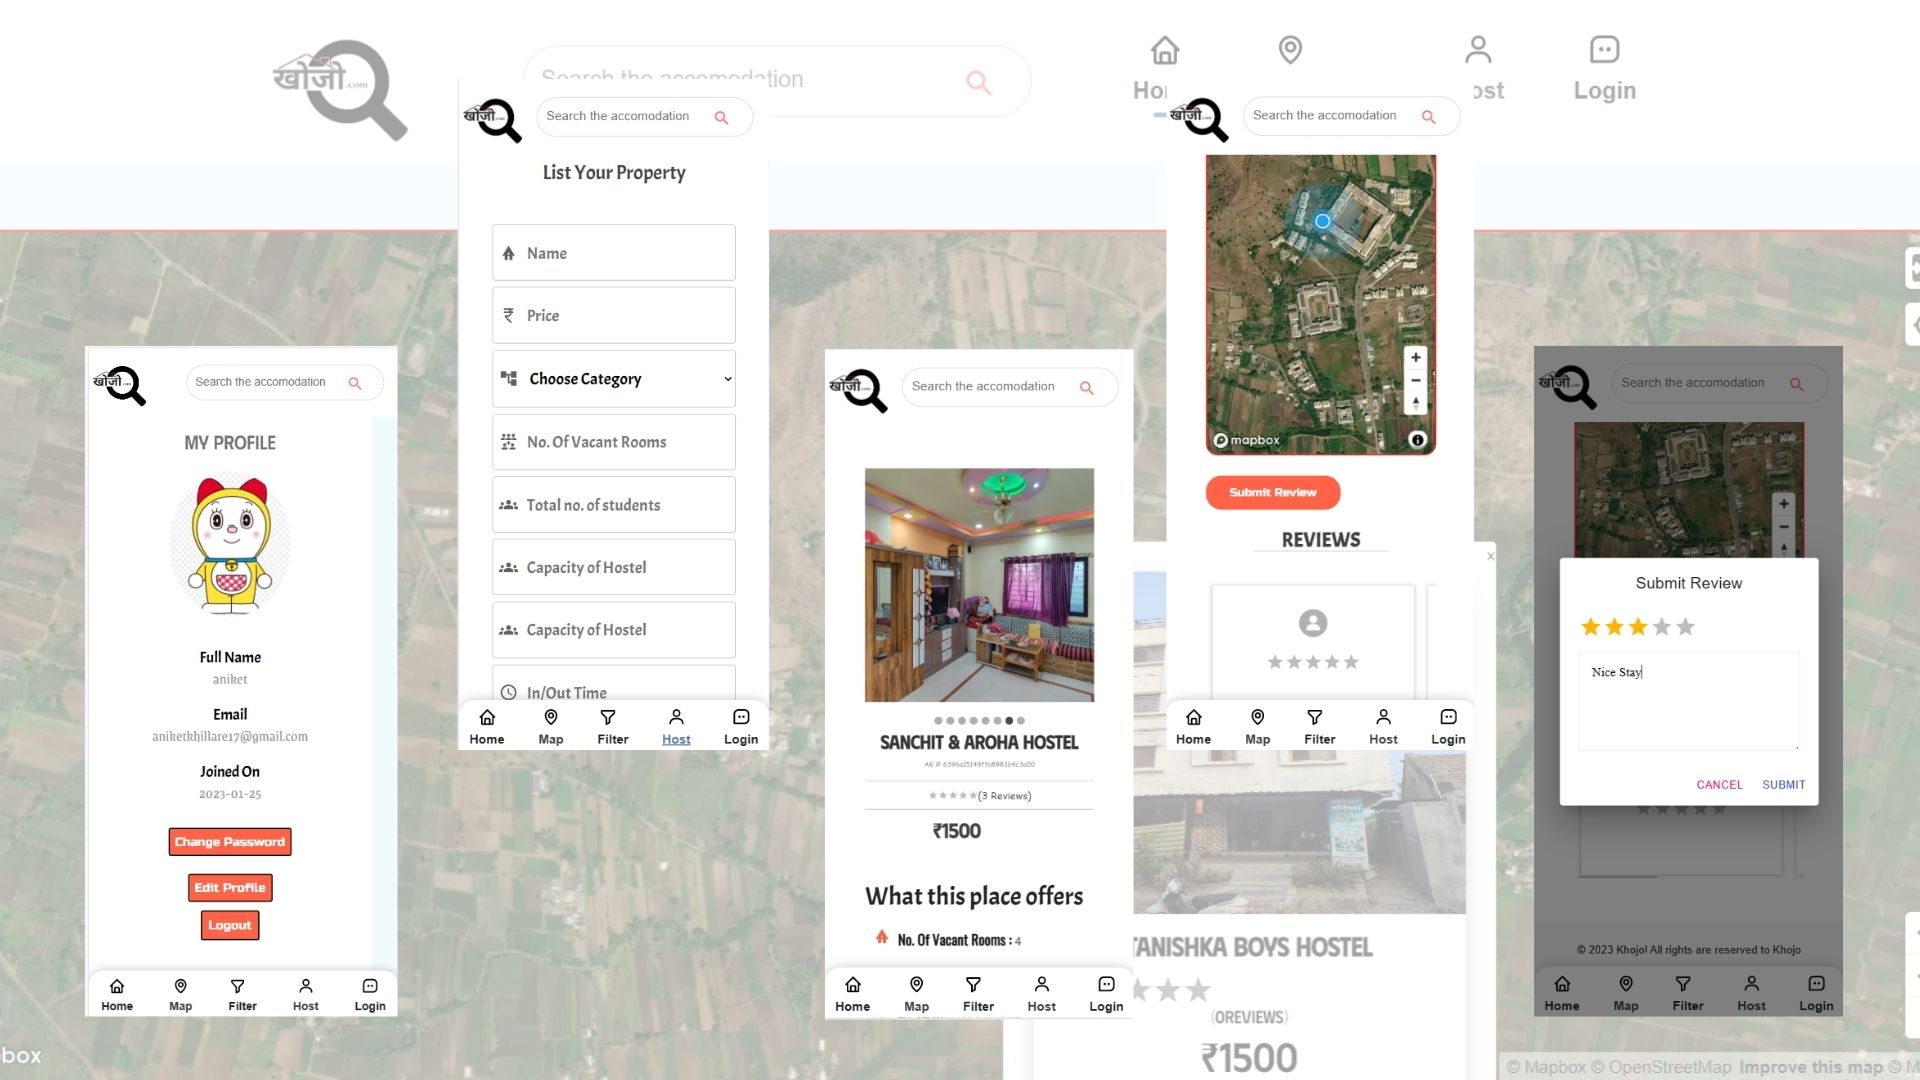 खोजी.com
Search the accomodation
Login
खोजी
Search the accomodation
List Your Property
Name
₹ Price
Choose Category
No. Of Vacant Rooms
Total no. of students
Capacity of Hostel
Capacity of Hostel
In/Out Time
Home Map Filter Host Login
खोजी
Search the accomodation
mapbox
Submit Review
REVIEWS
Home Map Filter Host Login
खोजी
Search the accomodation
MY PROFILE
Full Name
aniket
Email
aniketkhillare17@gmail.com
Joined On
2023-01-25
Change Password
Edit Profile
Logout
Home Map Filter Host Login
खोजी
Search the accomodation
SANCHIT & AROHA HOSTEL
(3 Reviews)
₹1500
What this place offers
No. Of Vacant Rooms : 4
Home Map Filter Host Login
TANISHKA BOYS HOSTEL
(0REVIEWS)
₹1500
खोजी
Search the accomodation
Submit Review
Nice Stay
CANCEL SUBMIT
© 2023 Khojo! All rights are reserved to Khojo
Home Map Filter Host Login
box
© Mapbox © OpenStreetMap Improve this map © M